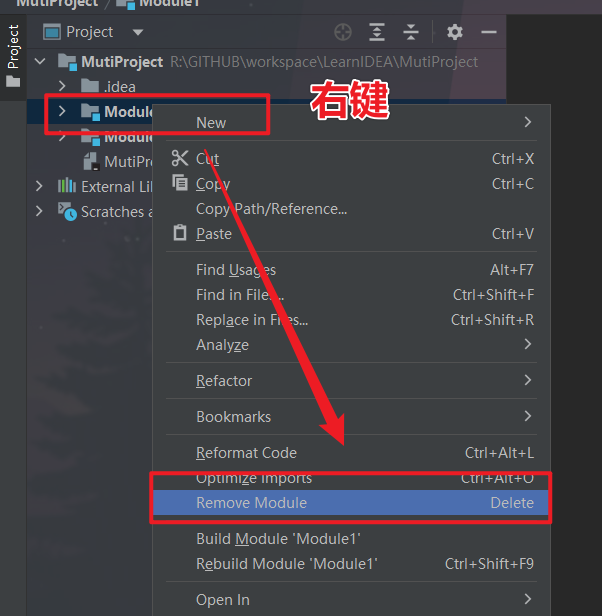 MutiProject / Module1
Project
Project
MutiProject R:\GITHUB\workspace\LearnIDEA\MutiProject
.idea
Module
Module
MutiPro
External Lib
Scratches a
右键
New
Cut Ctrl+X
Copy Ctrl+C
Copy Path/Reference...
Paste Ctrl+V
Find Usages Alt+F7
Find in Files... Ctrl+Shift+F
Replace in Files... Ctrl+Shift+R
Analyze
Refactor
Bookmarks
Reformat Code Ctrl+Alt+L
Optimize Imports Ctrl+Alt+O
Remove Module Delete
Build Module 'Module1'
Rebuild Module 'Module1' Ctrl+Shift+F9
Open In